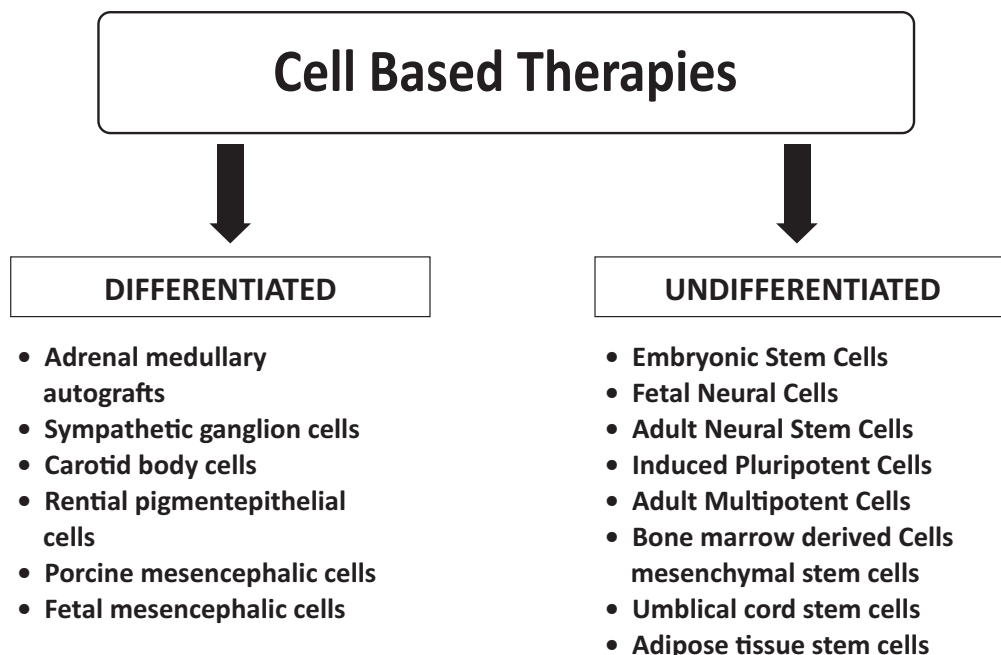 Cell Based Therapies
DIFFERENTIATED
• Adrenal medullary
autografts
• Sympathetic ganglion cells
• Carotid body cells
• Rential pigmentepithelial
cells
• Porcine mesencephalic cells
• Fetal mesencephalic cells
UNDIFFERENTIATED
• Embryonic Stem Cells
• Fetal Neural Cells
• Adult Neural Stem Cells
• Induced Pluripotent Cells
• Adult Multipotent Cells
• Bone marrow derived Cells
mesenchymal stem cells
• Umblical cord stem cells
• Adipose tissue stem cells